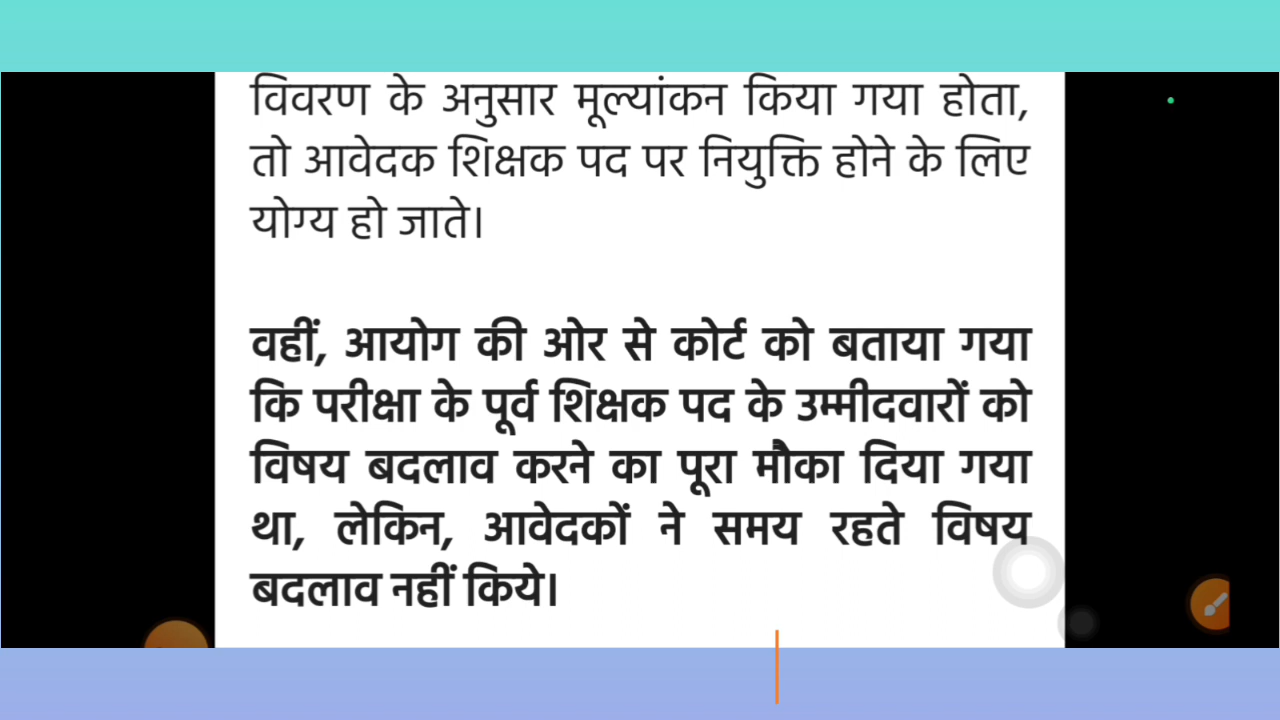 विवरण के अनुसार मूल्यांकन किया गया होता,
तो आवेदक शिक्षक पद पर नियुक्ति होने के लिए
योग्य हो जाते।
वहीं, आयोग की ओर से कोर्ट को बताया गया
कि परीक्षा के पूर्व शिक्षक पद के उम्मीदवारों को
विषय बदलाव करने का पूरा मौका दिया गया
था, लेकिन, आवेदकों ने समय रहते विषय
बदलाव नहीं किये।